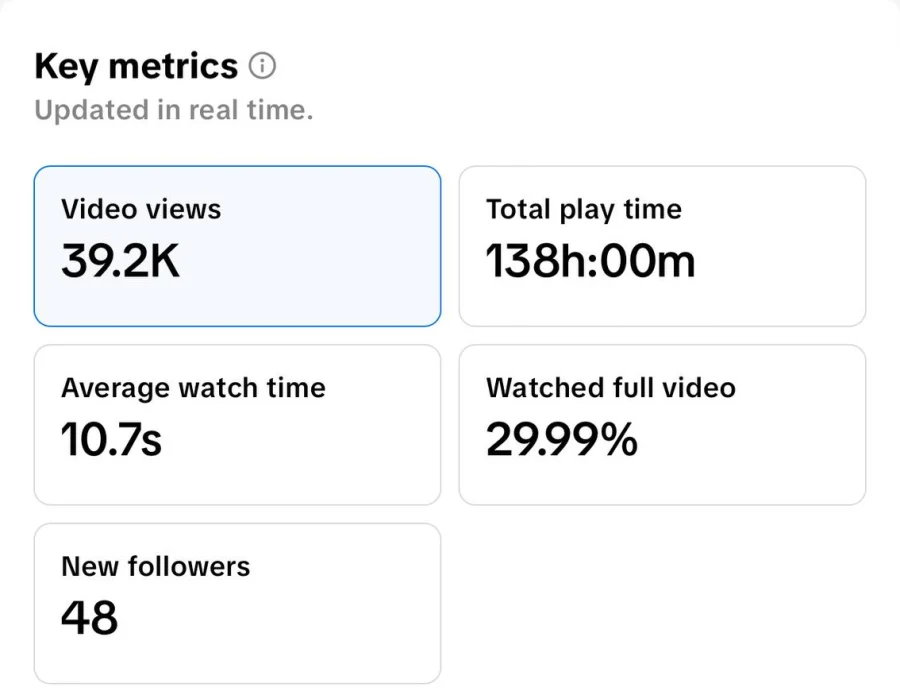 Key metrics
Updated in real time.
Video views
39.2K
Total play time
138h:00m
Average watch time
10.7s
Watched full video
29.99%
New followers
48